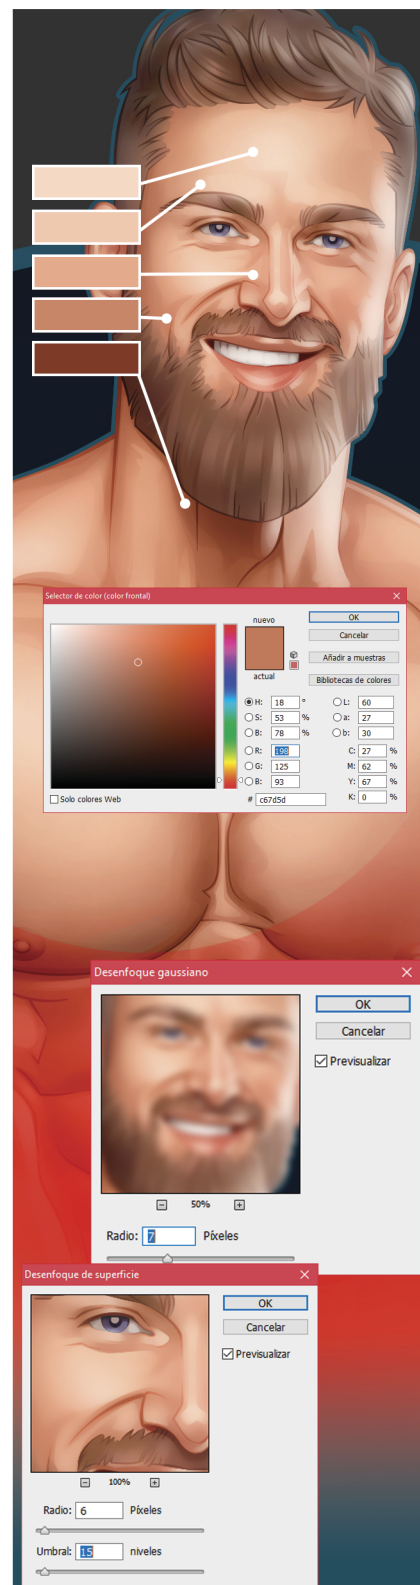 Selector de color (color frontal)
nuevo
actual
OK
Cancelar
Añadir a muestras
Bibliotecas de colores
H: 18 °
S: 53 %
B: 78 %
R: 198
G: 125
B: 93
L: 60
a: 27
b: 30
C: 27 %
M: 62 %
Y: 67 %
K: 0 %
# c67d5d
Solo colores Web
Desenfoque gaussiano
OK
Cancelar
Previsualizar
50%
Radio: 7 Píxeles
Desenfoque de superficie
OK
Cancelar
Previsualizar
100%
Radio: 6 Píxeles
Umbral: 15 niveles